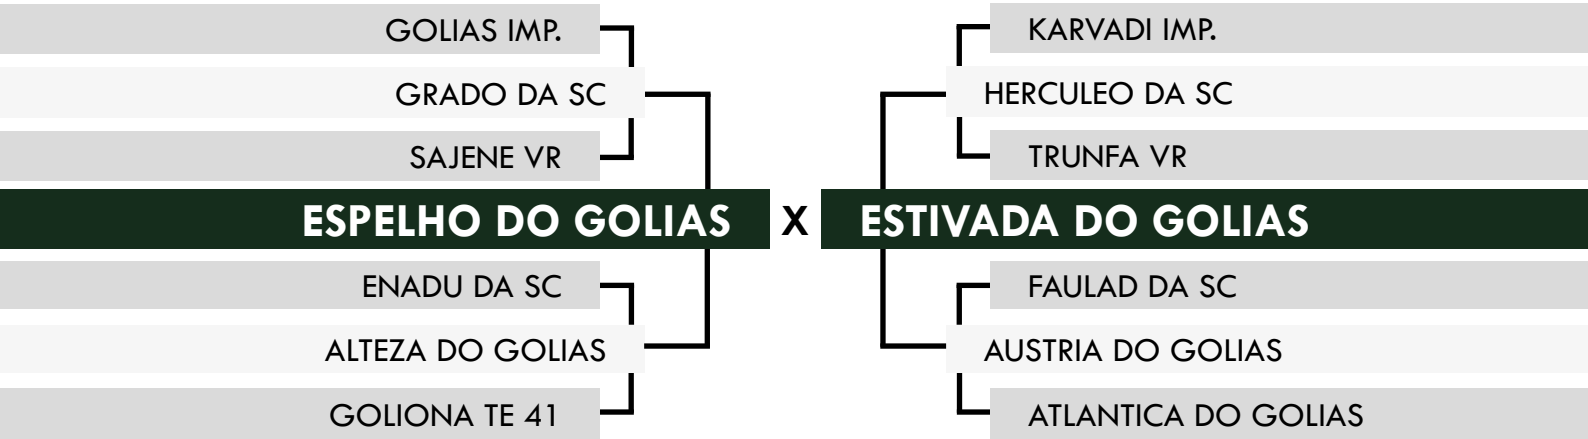 GOLIAS IMP.
GRADO DA SC
SAJENE VR
ESPELHO DO GOLIAS
ENADU DA SC
ALTEZA DO GOLIAS
GOLIONA TE 41
X
KARVADI IMP.
HERCULEO DA SC
TRUNFA VR
ESTIVADA DO GOLIAS
FAULAD DA SC
AUSTRIA DO GOLIAS
ATLANTICA DO GOLIAS